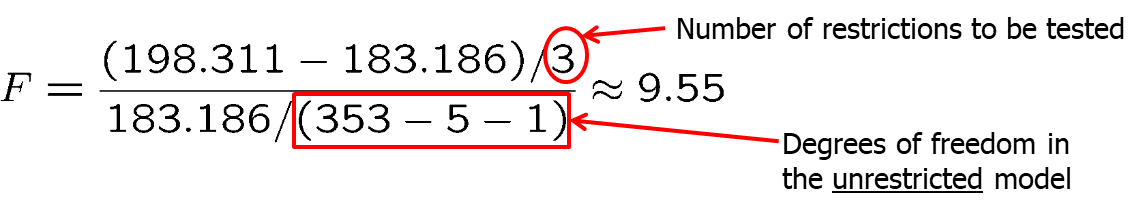 Number of restrictions to be tested
F = (198.311 − 183.186)/3
183.186/(353 − 5 − 1)
≈ 9.55
Degrees of freedom in
the unrestricted model